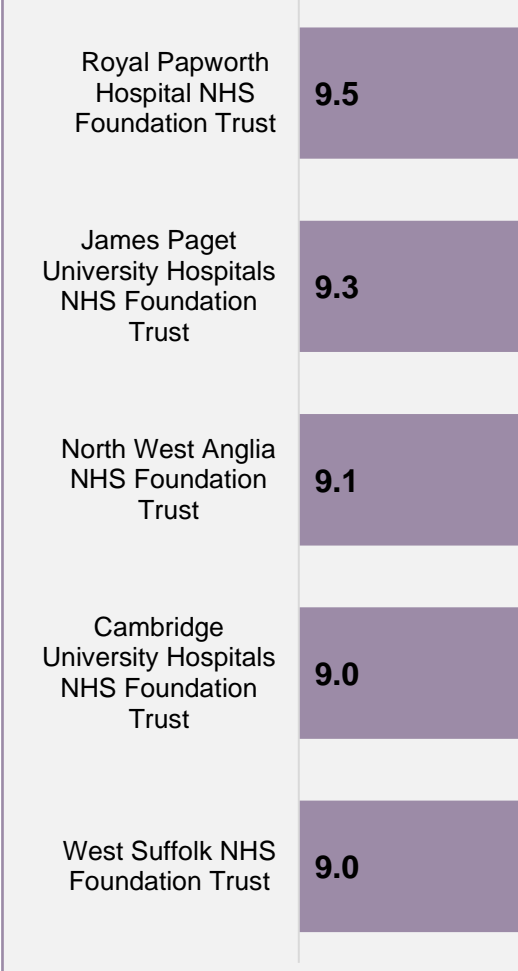 Royal Papworth
Hospital NHS
Foundation Trust
9.5
James Paget
University Hospitals
NHS Foundation
Trust
9.3
North West Anglia
NHS Foundation
Trust
9.1
Cambridge
University Hospitals
NHS Foundation
Trust
9.0
West Suffolk NHS
Foundation Trust
9.0